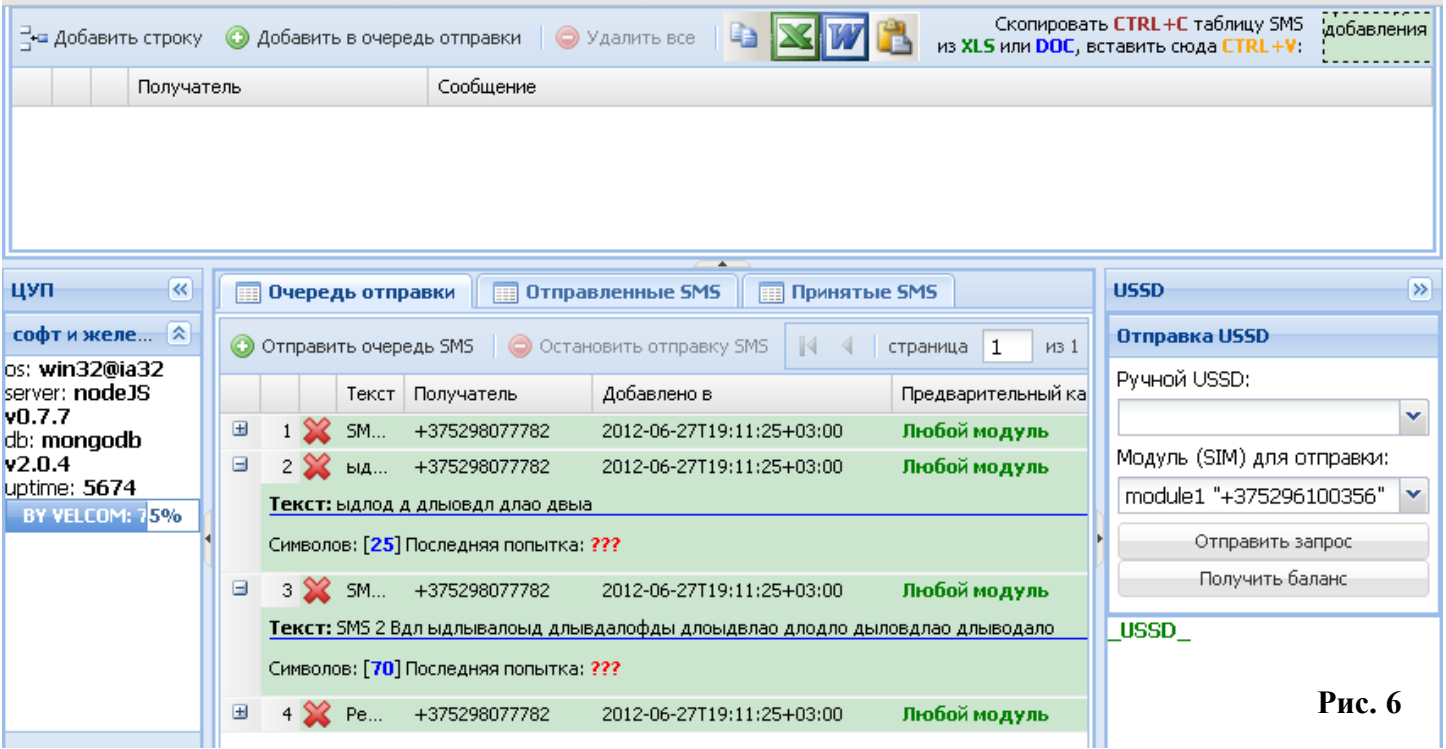 Добавить строку Добавить в очередь отправки Удалить все Скопировать CTRL+C таблицу SMS из XLS или DOC, вставить сюда CTRL+V: добавления
Получатель Сообщение
ЦУП
софт и желе...
os: win32@ia32
server: nodeJS
v0.7.7
db: mongodb
v2.0.4
uptime: 5674
BY VELCOM: 75%
Очередь отправки Отправленные SMS Принятые SMS
Отправить очередь SMS Остановить отправку SMS страница 1 из 1
Текст Получатель Добавлено в Предварительный ка
1 SM... +375298077782 2012-06-27T19:11:25+03:00 Любой модуль
2 ыд... +375298077782 2012-06-27T19:11:25+03:00 Любой модуль
Текст: ыдлод д длыовдл длао двыа
Символов: [25] Последняя попытка: ???
3 SM... +375298077782 2012-06-27T19:11:25+03:00 Любой модуль
Текст: SMS 2 Вдл ыдлывалоыд длывдалофды длоыдвлао длодло дыловдлао длыводало
Символов: [70] Последняя попытка: ???
4 Ре... +375298077782 2012-06-27T19:11:25+03:00 Любой модуль
USSD
Отправка USSD
Ручной USSD:
Модуль (SIM) для отправки:
module1 "+375296100356"
Отправить запрос
Получить баланс
_USSD_
Рис. 6